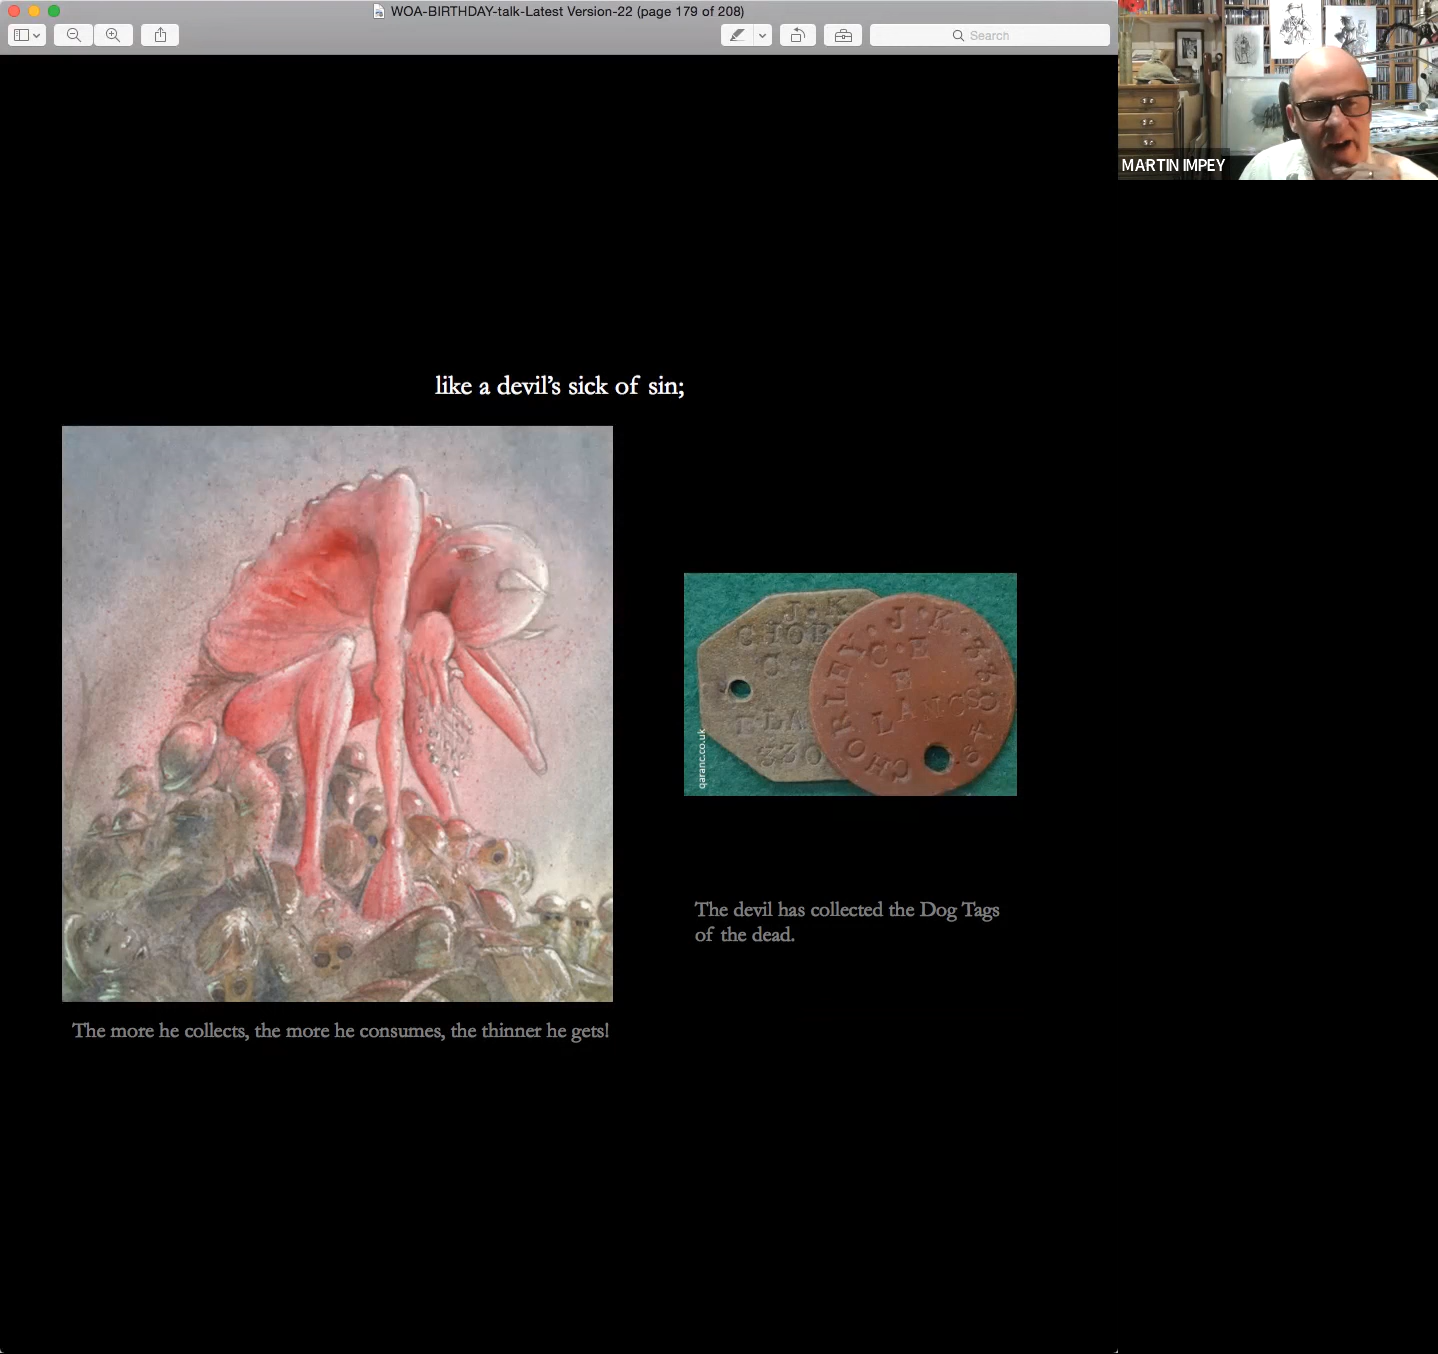 WOA-BIRTHDAY-talk-Latest Version-22 (page 179 of 208)
Search
MARTIN IMPEY
like a devil's sick of sin;
J. K
C.
330
J. K. 330
CHORLEY
C. E
E
LANCS
qaranc.co.uk
The devil has collected the Dog Tags
of the dead.
The more he collects, the more he consumes, the thinner he gets!